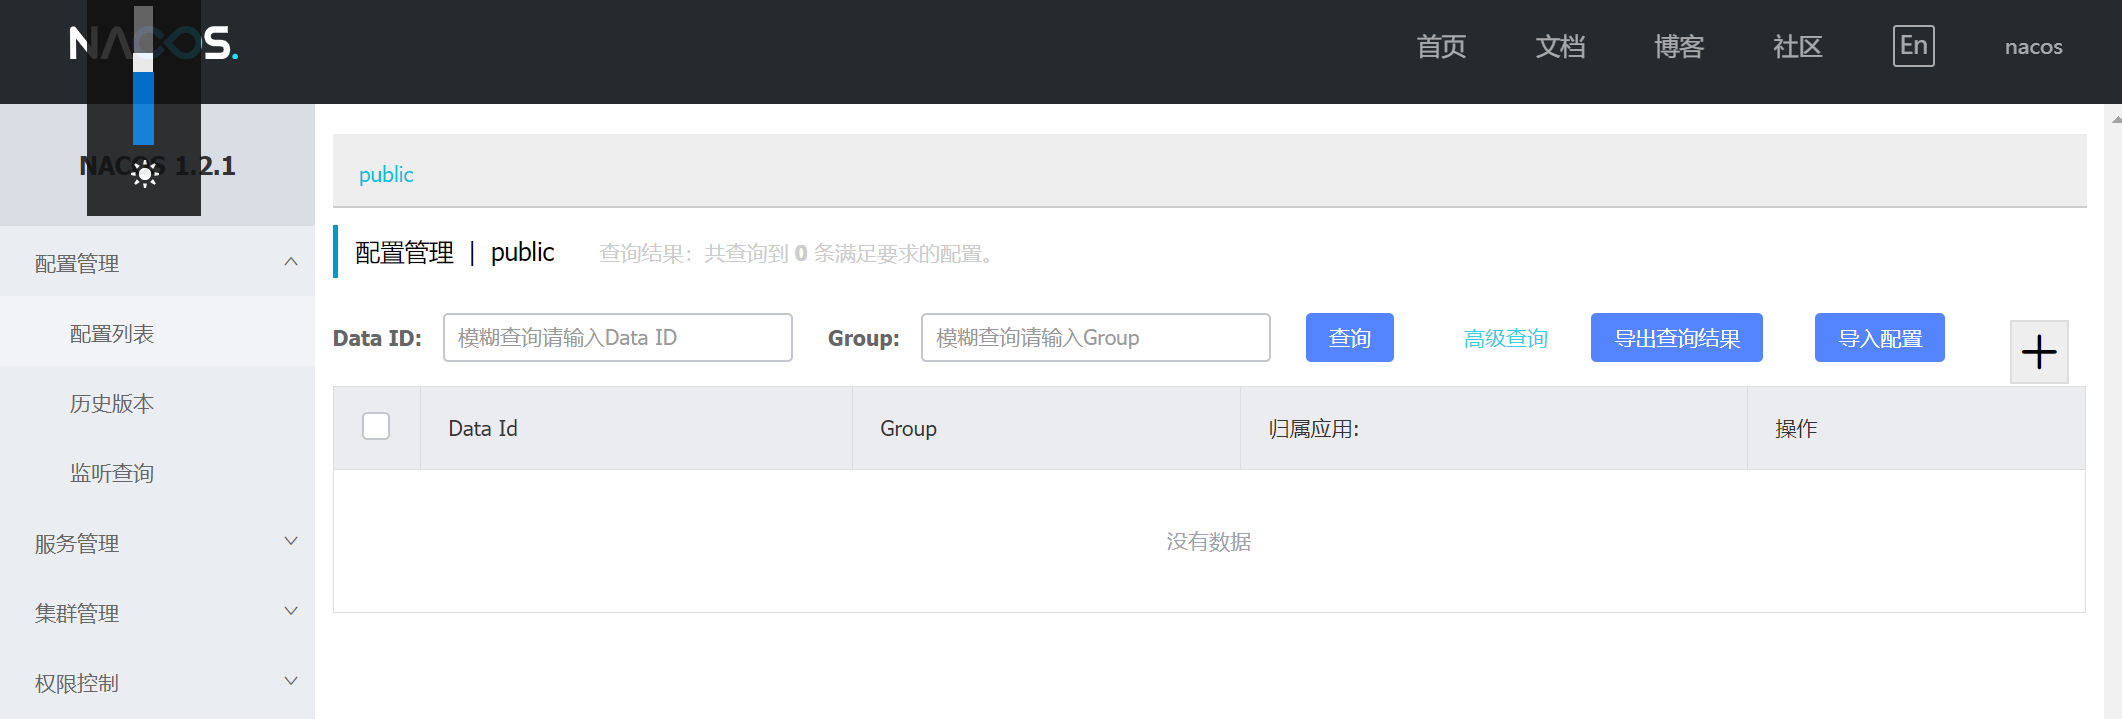 NACOS.
首页 文档 博客 社区 En nacos
NACOS 1.2.1
public
配置管理 | public 查询结果：共查询到 0 条满足要求的配置。
Data ID: 模糊查询请输入Data ID Group: 模糊查询请输入Group 查询 高级查询 导出查询结果 导入配置
Data Id Group 归属应用: 操作
没有数据
配置管理
配置列表
历史版本
监听查询
服务管理
集群管理
权限控制